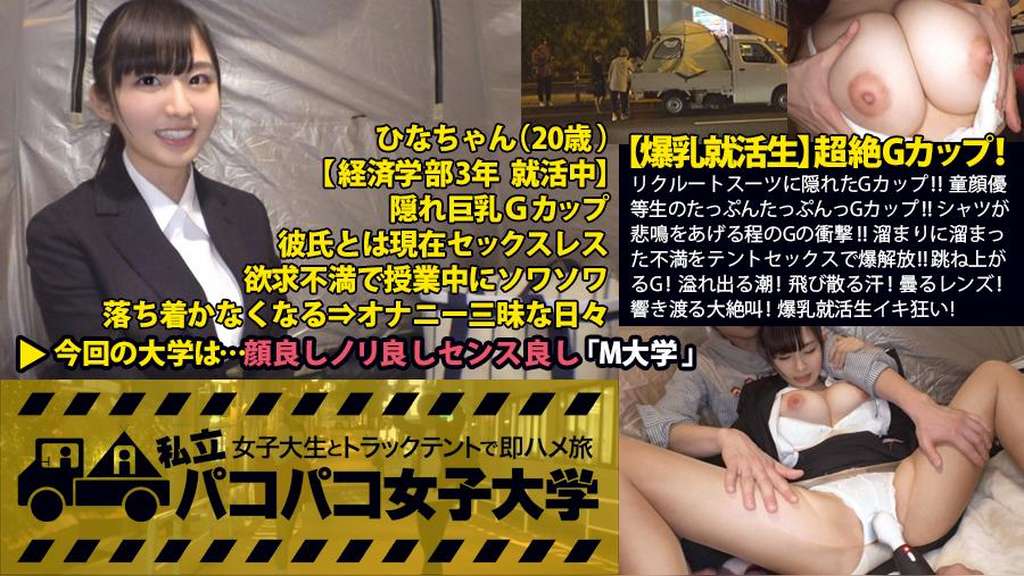 ひなちゃん(20歳)
【経済学部3年 就活中】
隠れ巨乳Gカップ
彼氏とは現在セックスレス
欲求不満で授業中にソワソワ
落ち着かなくなる⇒オナニー三昧な日々
▶今回の大学は…顔良しノリ良しセンス良し「M大学」
【爆乳就活生】超絶Gカップ!
リクルートスーツに隠れたGカップ!!童顔優
等生のたっぷんたっぷんっGカップ!!シャツが
悲鳴をあげる程のGの衝撃!!溜まりに溜まっ
た不満をテントセックスで爆解放!!跳ね上が
るG!溢れ出る潮!飛び散る汗!曇るレンズ!
響き渡る大絶叫!爆乳就活生イキ狂い!
私立 女子大生とトラックテントで即ハメ旅
パコパコ女子大学